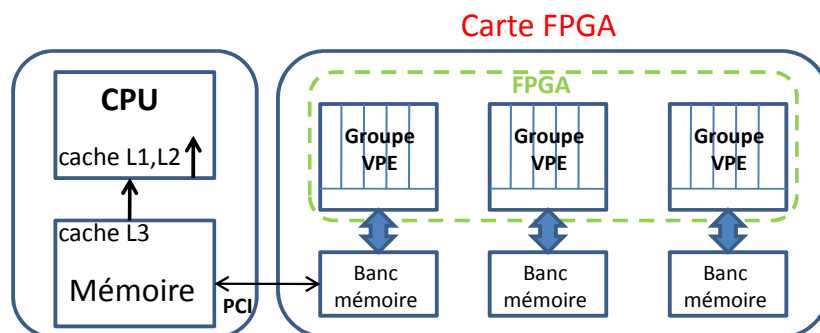 Carte FPGA
CPU
cache L1,L2
cache L3
Mémoire
PCI
FPGA
Groupe
VPE
Groupe
VPE
Groupe
VPE
Banc
mémoire
Banc
mémoire
Banc
mémoire